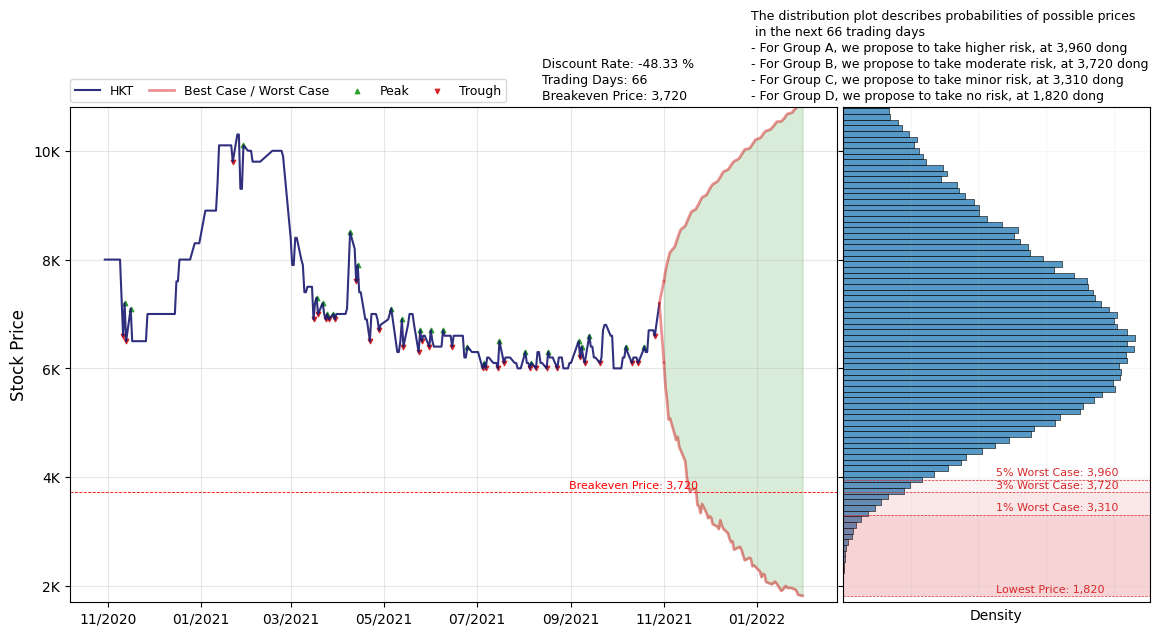 The distribution plot describes probabilities of possible prices
in the next 66 trading days
- For Group A, we propose to take higher risk, at 3,960 dong
- For Group B, we propose to take moderate risk, at 3,720 dong
- For Group C, we propose to take minor risk, at 3,310 dong
- For Group D, we propose to take no risk, at 1,820 dong
Discount Rate: -48.33 %
Trading Days: 66
Breakeven Price: 3,720
HKT
Best Case / Worst Case
Peak
Trough
Stock Price
10K
8K
6K
4K
2K
Breakeven Price: 3,720
11/2020
01/2021
03/2021
05/2021
07/2021
09/2021
11/2021
01/2022
5% Worst Case: 3,960
3% Worst Case: 3,720
1% Worst Case: 3,310
Lowest Price: 1,820
Density